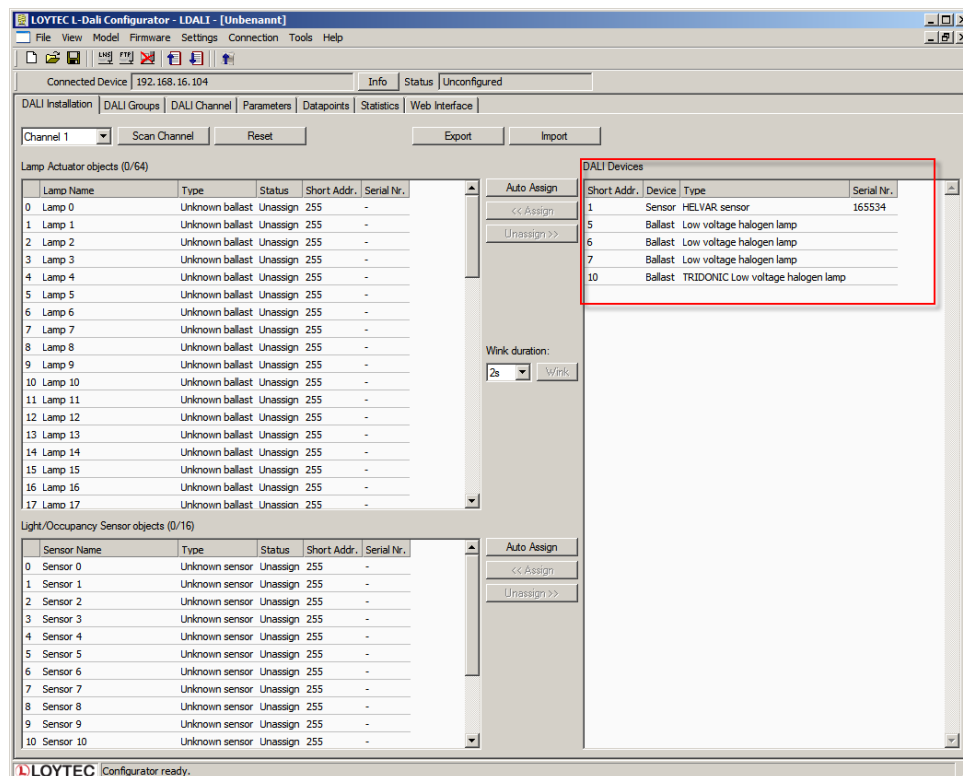 LOYTEC L-Dali Configurator - LDALI - [Unbenannt]
File View Model Firmware Settings Connection Tools Help
LNS FTP
Connected Device 192.168.16.104 Info Status Unconfigured
DALI Installation DALI Groups DALI Channel Parameters Datapoints Statistics Web Interface
Channel 1 Scan Channel Reset Export Import
Lamp Actuator objects (0/64)
Lamp Name Type Status Short Addr. Serial Nr.
0 Lamp 0 Unknown ballast Unassign 255 -
1 Lamp 1 Unknown ballast Unassign 255 -
2 Lamp 2 Unknown ballast Unassign 255 -
3 Lamp 3 Unknown ballast Unassign 255 -
4 Lamp 4 Unknown ballast Unassign 255 -
5 Lamp 5 Unknown ballast Unassign 255 -
6 Lamp 6 Unknown ballast Unassign 255 -
7 Lamp 7 Unknown ballast Unassign 255 -
8 Lamp 8 Unknown ballast Unassign 255 -
9 Lamp 9 Unknown ballast Unassign 255 -
10 Lamp 10 Unknown ballast Unassign 255 -
11 Lamp 11 Unknown ballast Unassign 255 -
12 Lamp 12 Unknown ballast Unassign 255 -
13 Lamp 13 Unknown ballast Unassign 255 -
14 Lamp 14 Unknown ballast Unassign 255 -
15 Lamp 15 Unknown ballast Unassign 255 -
16 Lamp 16 Unknown ballast Unassign 255 -
17 Lamp 17 Unknown ballast Unassign 255 -
Auto Assign
<< Assign
Unassign >>
Wink duration:
2s Wink
DALI Devices
Short Addr. Device Type Serial Nr.
1 Sensor HELVAR sensor 165534
5 Ballast Low voltage halogen lamp
6 Ballast Low voltage halogen lamp
7 Ballast Low voltage halogen lamp
10 Ballast TRIDONIC Low voltage halogen lamp
Light/Occupancy Sensor objects (0/16)
Sensor Name Type Status Short Addr. Serial Nr.
0 Sensor 0 Unknown sensor Unassign 255 -
1 Sensor 1 Unknown sensor Unassign 255 -
2 Sensor 2 Unknown sensor Unassign 255 -
3 Sensor 3 Unknown sensor Unassign 255 -
4 Sensor 4 Unknown sensor Unassign 255 -
5 Sensor 5 Unknown sensor Unassign 255 -
6 Sensor 6 Unknown sensor Unassign 255 -
7 Sensor 7 Unknown sensor Unassign 255 -
8 Sensor 8 Unknown sensor Unassign 255 -
9 Sensor 9 Unknown sensor Unassign 255 -
10 Sensor 10 Unknown sensor Unassign 255 -
Auto Assign
<< Assign
Unassign >>
LOYTEC Configurator ready.